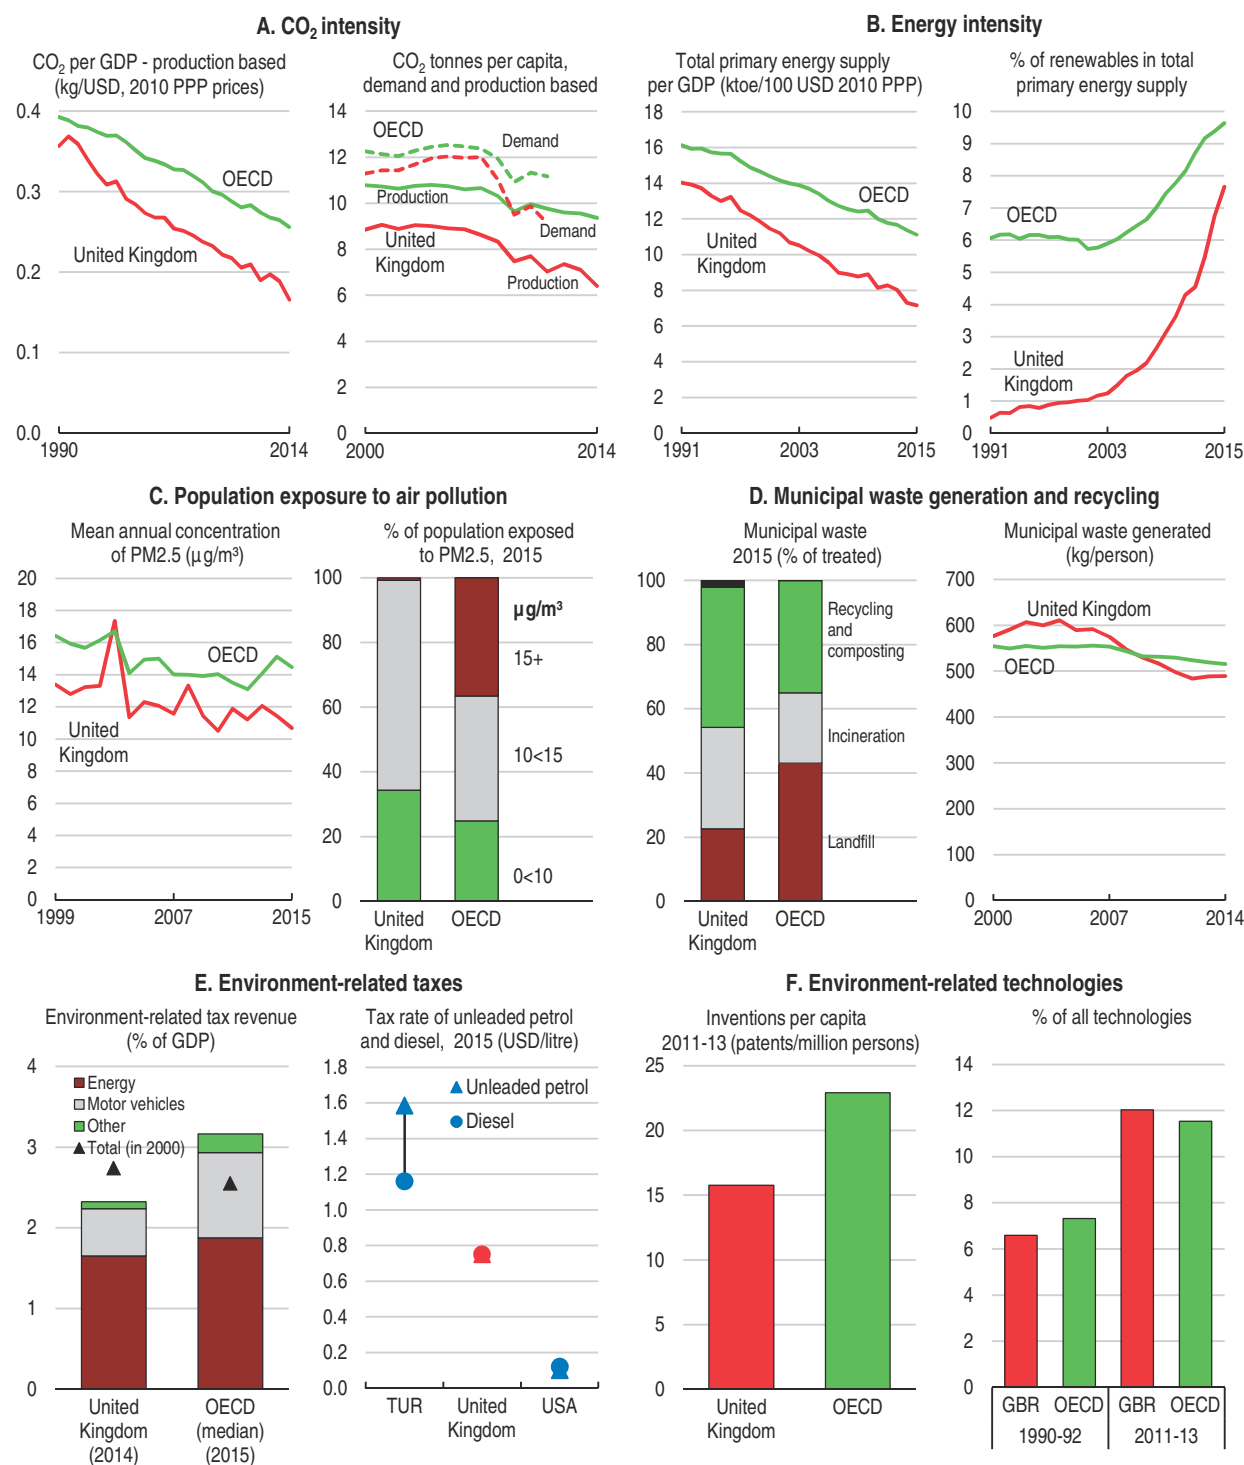 A. CO₂ intensity
CO₂ per GDP - production based
(kg/USD, 2010 PPP prices)
0.4
0.3
0.2
0.1
0.0
1990
2014
OECD
United Kingdom
CO₂ tonnes per capita,
demand and production based
14
12
10
8
6
4
2
0
2000
2014
OECD
Demand
Production
Demand
United
Kingdom
Production
B. Energy intensity
Total primary energy supply
per GDP (ktoe/100 USD 2010 PPP)
18
16
14
12
10
8
6
4
2
0
1991
2003
2015
OECD
United
Kingdom
% of renewables in total
primary energy supply
10
9
8
7
6
5
4
3
2
1
0
1991
2003
2015
OECD
United
Kingdom
C. Population exposure to air pollution
Mean annual concentration
of PM2.5 (µg/m³)
20
18
16
14
12
10
8
6
4
2
0
1999
2007
2015
OECD
United
Kingdom
% of population exposed
to PM2.5, 2015
100
80
60
40
20
0
µg/m³
15+
10<15
0<10
United
Kingdom
OECD
D. Municipal waste generation and recycling
Municipal waste
2015 (% of treated)
100
80
60
40
20
0
Recycling
and
composting
Incineration
Landfill
United
Kingdom
OECD
Municipal waste generated
(kg/person)
700
600
500
400
300
200
100
0
2000
2007
2014
United Kingdom
OECD
E. Environment-related taxes
Environment-related tax revenue
(% of GDP)
4
3
2
1
0
Energy
Motor vehicles
Other
Total (in 2000)
United
Kingdom
(2014)
OECD
(median)
(2015)
Tax rate of unleaded petrol
and diesel, 2015 (USD/litre)
1.8
1.6
1.4
1.2
1.0
0.8
0.6
0.4
0.2
0.0
Unleaded petrol
Diesel
TUR
United
Kingdom
USA
F. Environment-related technologies
Inventions per capita
2011-13 (patents/million persons)
25
20
15
10
5
0
United
Kingdom
OECD
% of all technologies
14
12
10
8
6
4
2
0
GBR
OECD
GBR
OECD
1990-92
2011-13